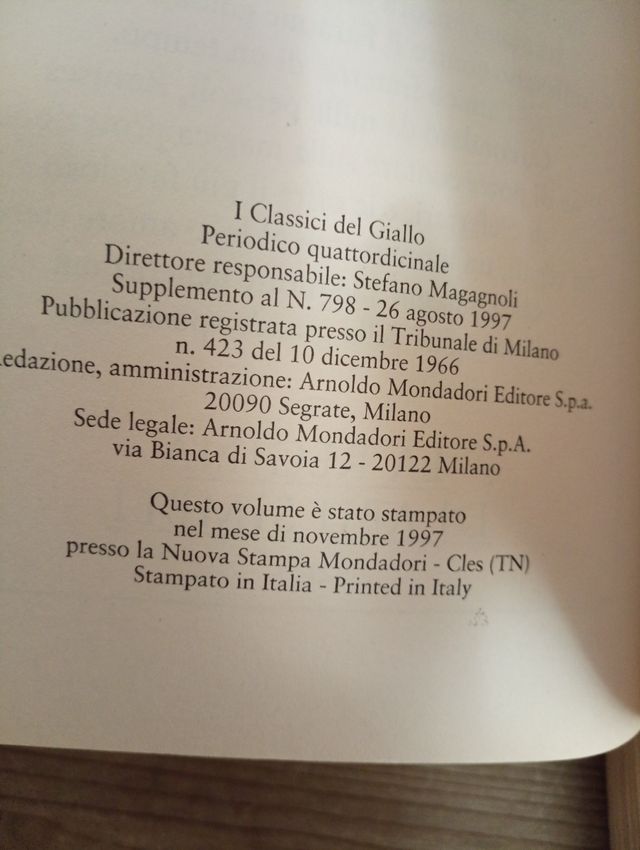 I Classici del Giallo
Periodico quattordicinale
Direttore responsabile: Stefano Magagnoli
Supplemento al N. 798 - 26 agosto 1997
Pubblicazione registrata presso il Tribunale di Milano
n. 423 del 10 dicembre 1966
edazione, amministrazione: Arnoldo Mondadori Editore S.p.a.
20090 Segrate, Milano
Sede legale: Arnoldo Mondadori Editore S.p.A.
via Bianca di Savoia 12 - 20122 Milano
Questo volume è stato stampato
nel mese di novembre 1997
presso la Nuova Stampa Mondadori - Cles (TN)
Stampato in Italia - Printed in Italy